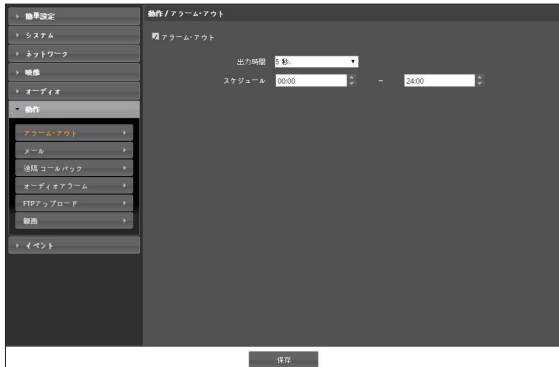 簡単設定
システム
ネットワーク
映像
オーディオ
動作
アラーム・アウト
メール
遠隔コールバック
オーディオアラーム
FTPアップロード
録画
イベント
動作 / アラーム・アウト
アラーム・アウト
出力時間 5 秒.
スケジュール 00:00 – 24:00
保存